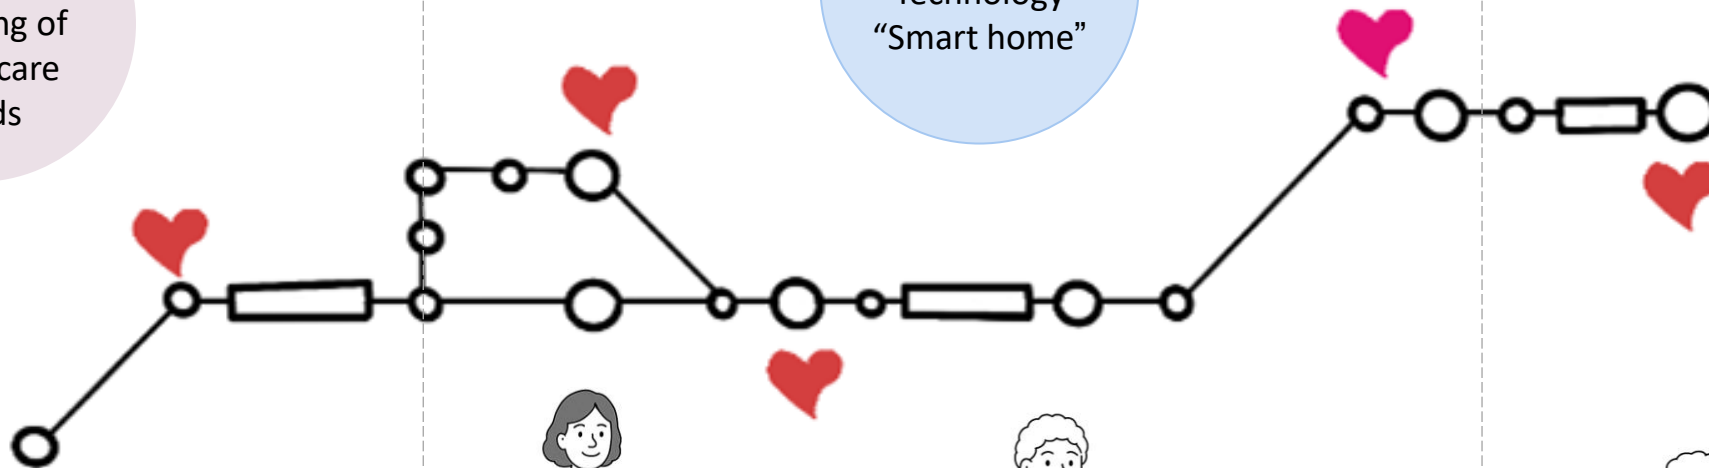 ng of
care
ds
Technology
“Smart home”